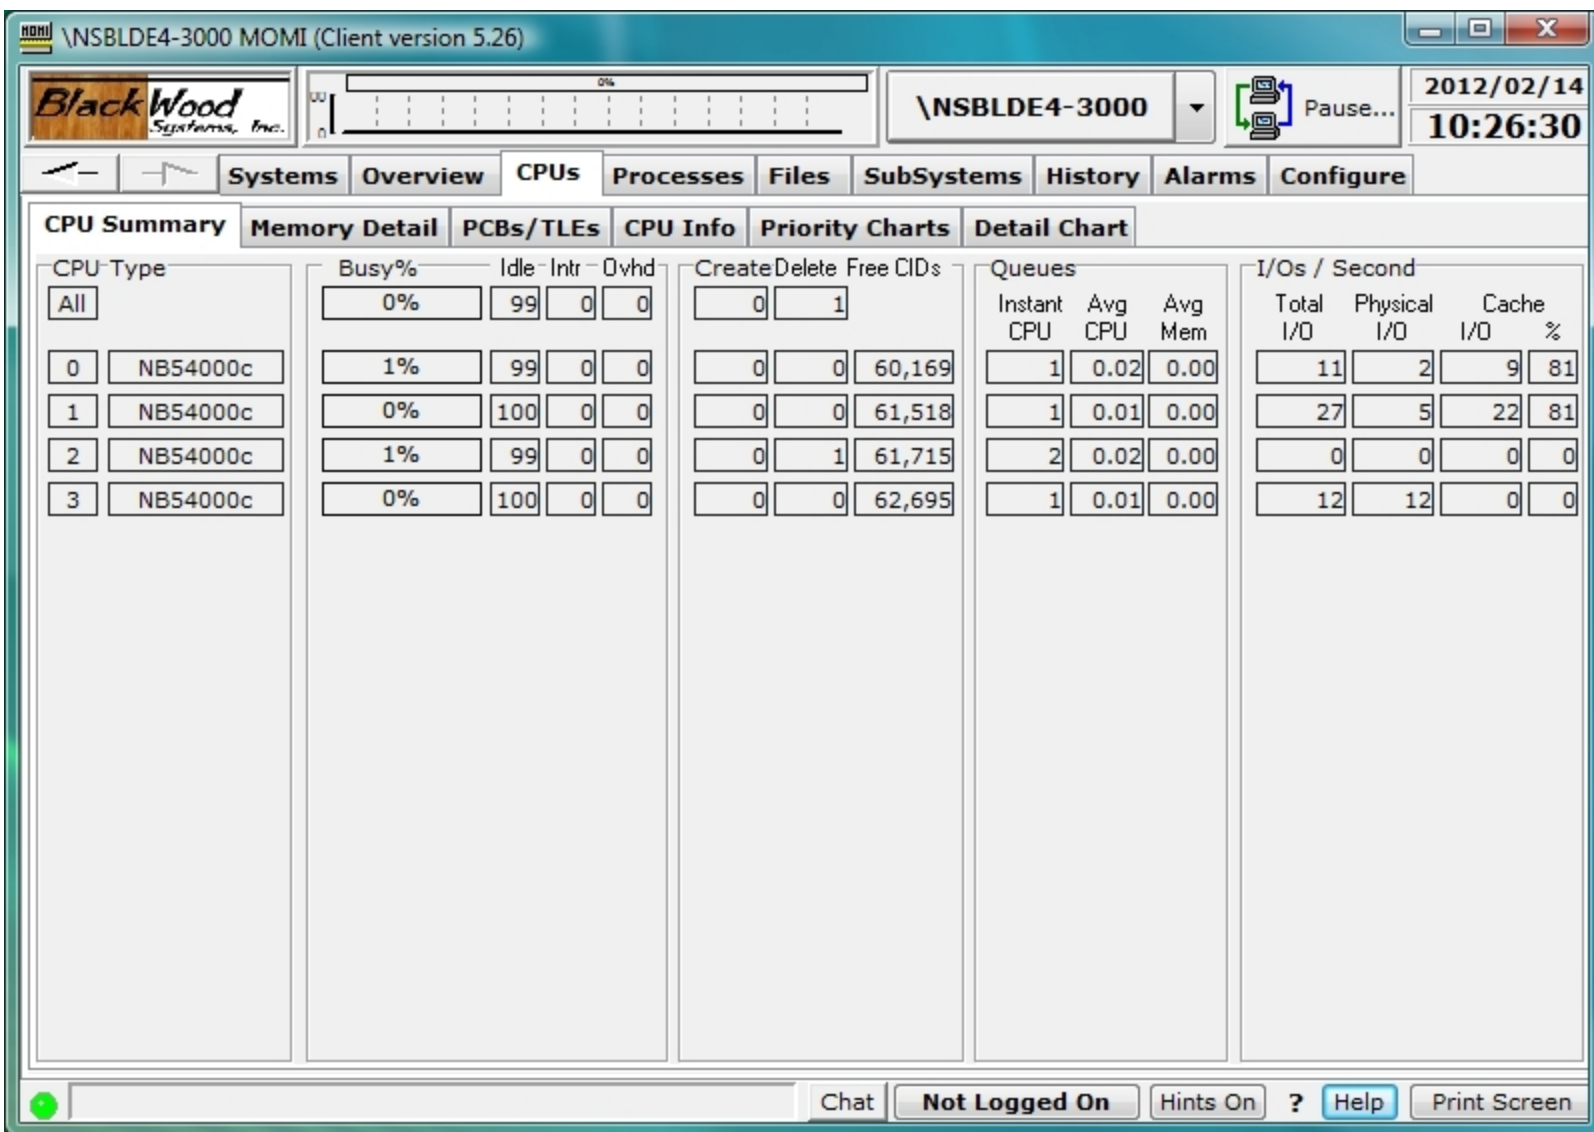 MOMI \NSBLDE4-3000 MOMI (Client version 5.26)
BlackWood
Systems, Inc.
0%
00
0
\NSBLDE4-3000
Pause...
2012/02/14
10:26:30
Systems Overview CPUs Processes Files SubSystems History Alarms Configure
CPU Summary Memory Detail PCBs/TLEs CPU Info Priority Charts Detail Chart
CPU Type Busy% Idle Intr Ovhd Create Delete Free CIDs Queues I/Os / Second
All 0% 99 0 0 0 1
Instant Avg Avg Total Physical Cache
CPU CPU Mem I/O I/O I/O %
0 NB54000c 1% 99 0 0 0 0 60,169 1 0.02 0.00 11 2 9 81
1 NB54000c 0% 100 0 0 0 0 61,518 1 0.01 0.00 27 5 22 81
2 NB54000c 1% 99 0 0 0 1 61,715 2 0.02 0.00 0 0 0 0
3 NB54000c 0% 100 0 0 0 0 62,695 1 0.01 0.00 12 12 0 0
Chat Not Logged On Hints On ? Help Print Screen